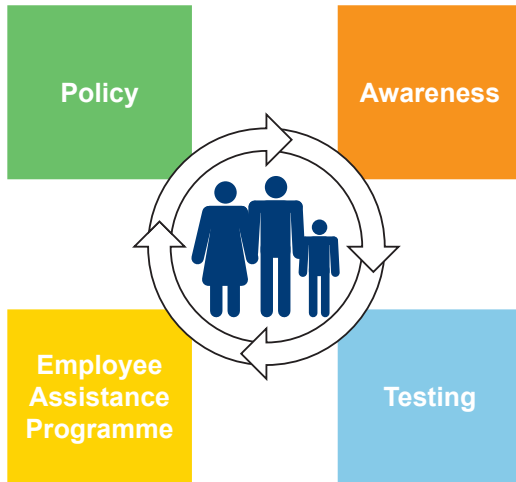 Policy
Awareness
Employee
Assistance
Programme
Testing